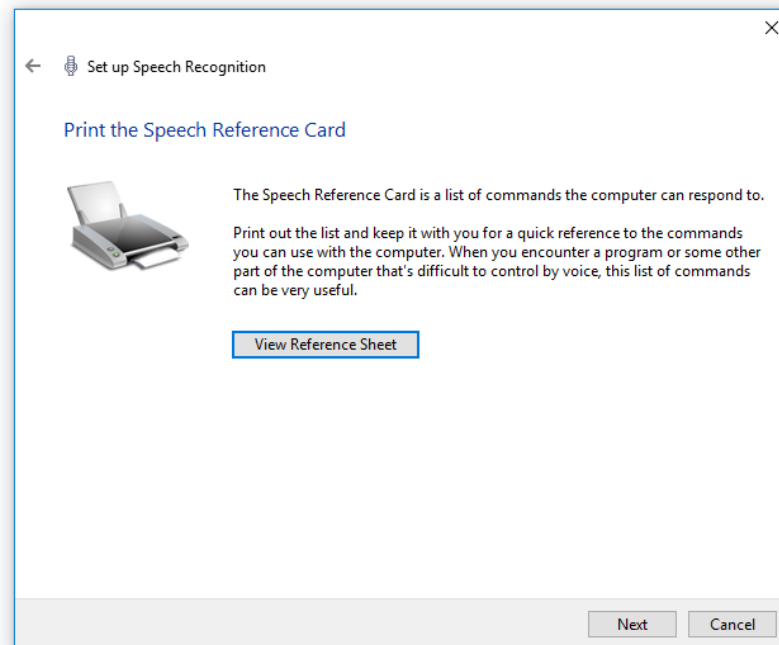 Set up Speech Recognition
Print the Speech Reference Card
The Speech Reference Card is a list of commands the computer can respond to.
Print out the list and keep it with you for a quick reference to the commands
you can use with the computer. When you encounter a program or some other
part of the computer that's difficult to control by voice, this list of commands
can be very useful.
View Reference Sheet
Next Cancel